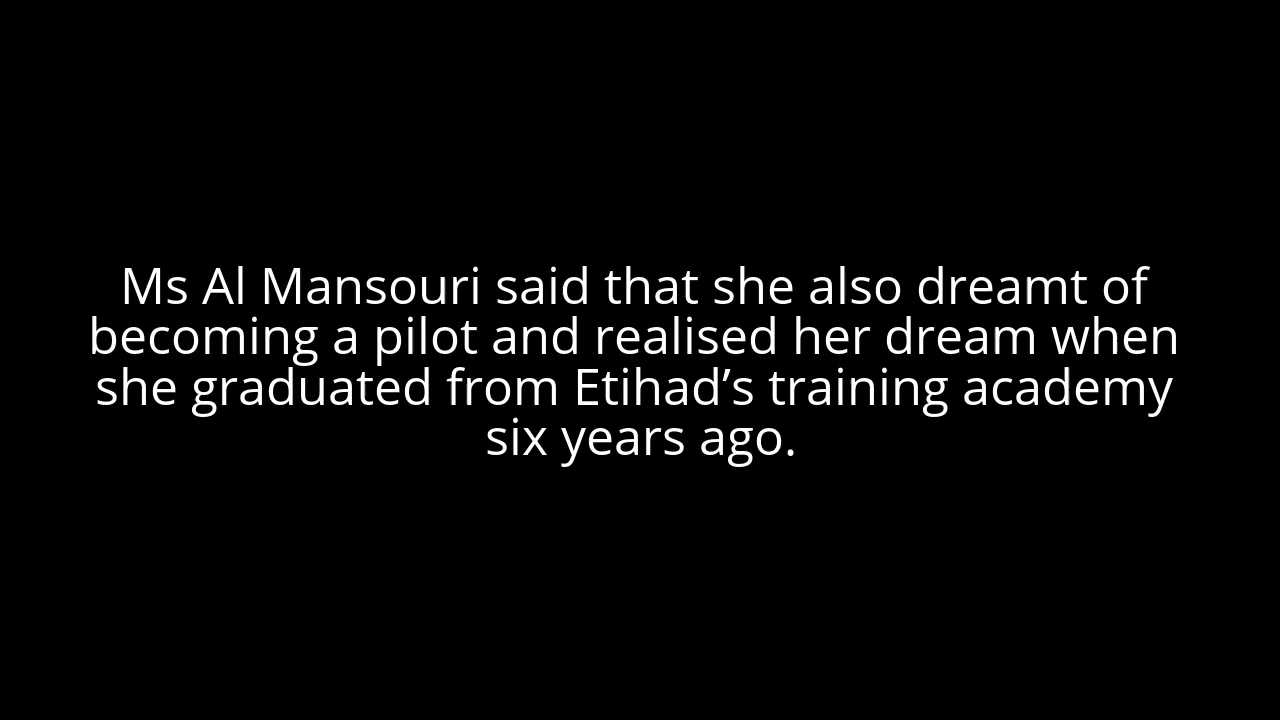 Ms Al Mansouri said that she also dreamt of
becoming a pilot and realised her dream when
she graduated from Etihad’s training academy
six years ago.